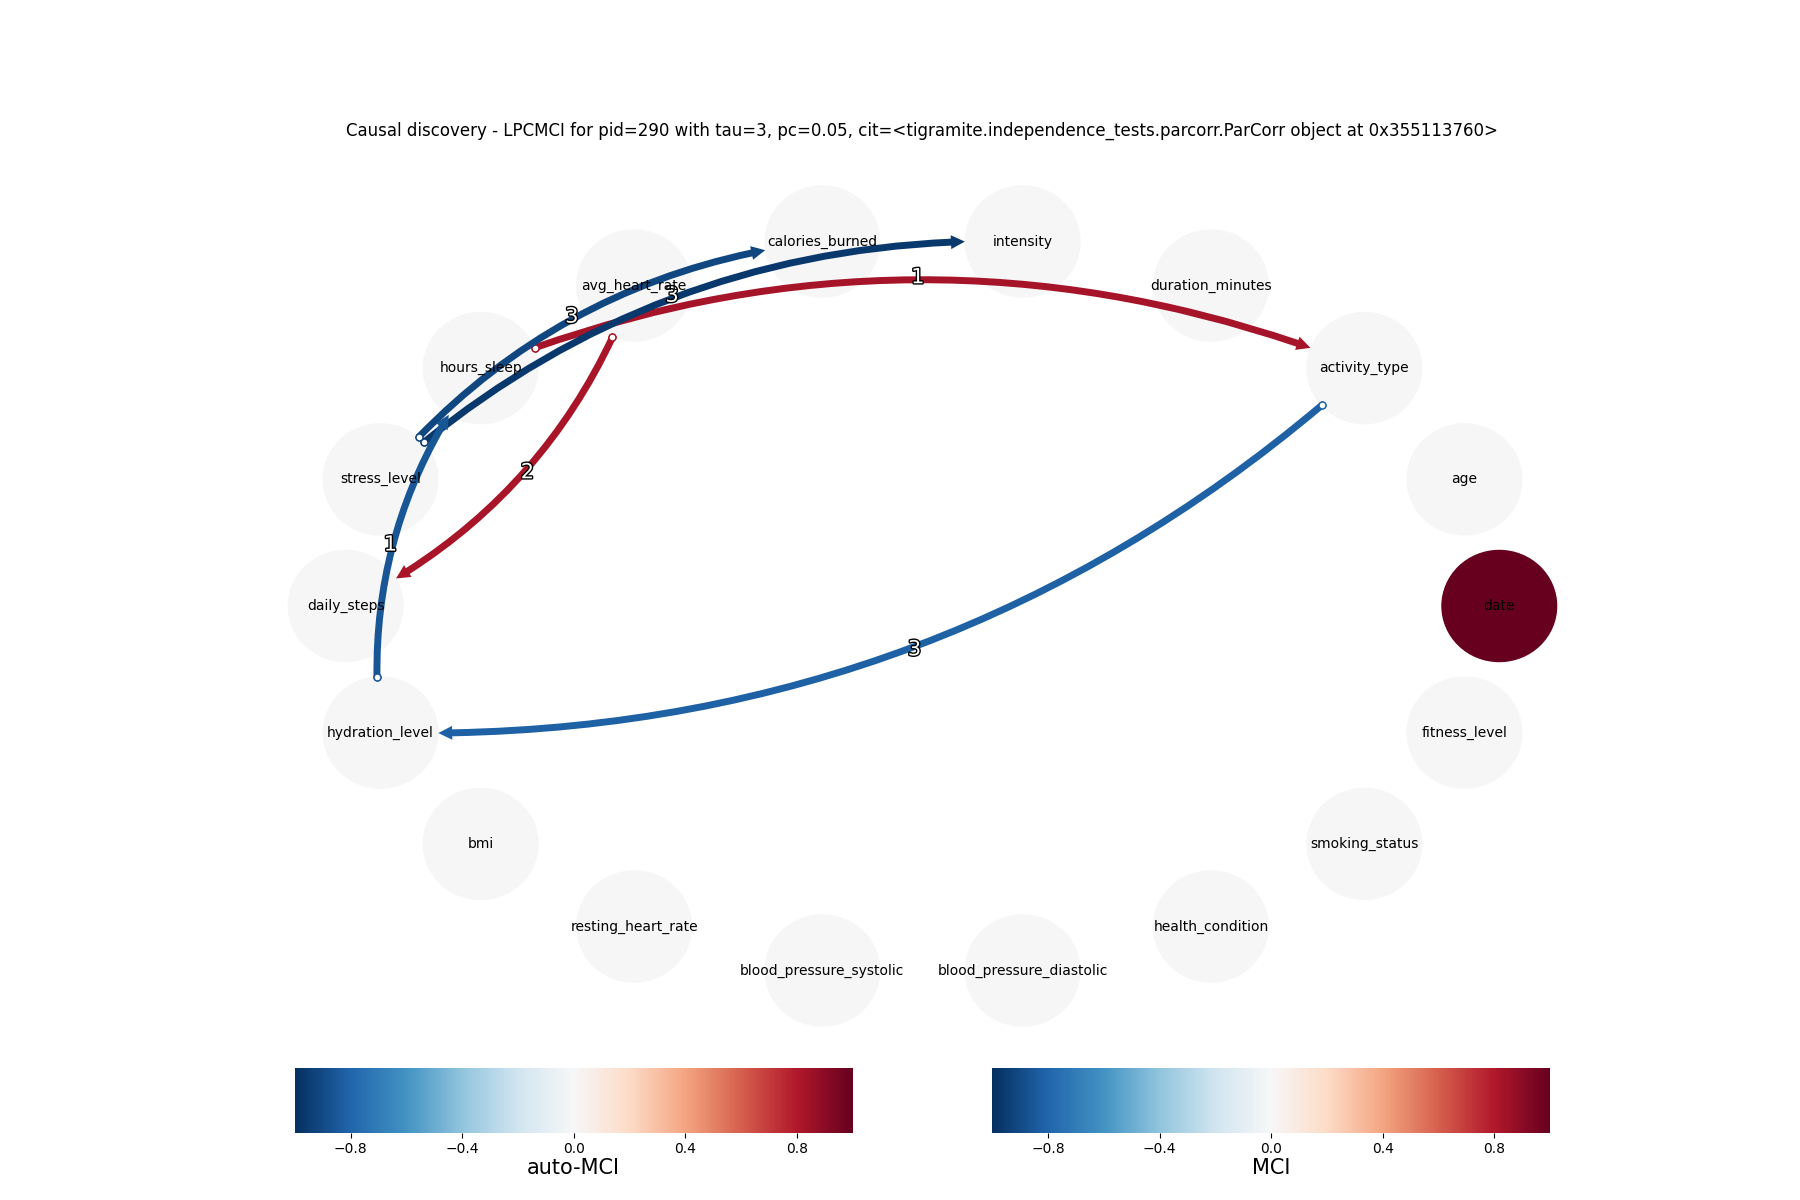 Causal discovery - LPCMCI for pid=290 with tau=3, pc=0.05, cit=<tigramite.independence_tests.parcorr.ParCorr object at 0x355113760>
calories_burned
intensity
avg_heart_rate
duration_minutes
1
3
3
hours_sleep
activity_type
stress_level
2
age
1
daily_steps
date
3
hydration_level
fitness_level
bmi
smoking_status
resting_heart_rate
health_condition
blood_pressure_systolic
blood_pressure_diastolic
−0.8 −0.4 0.0 0.4 0.8
auto-MCI
−0.8 −0.4 0.0 0.4 0.8
MCI